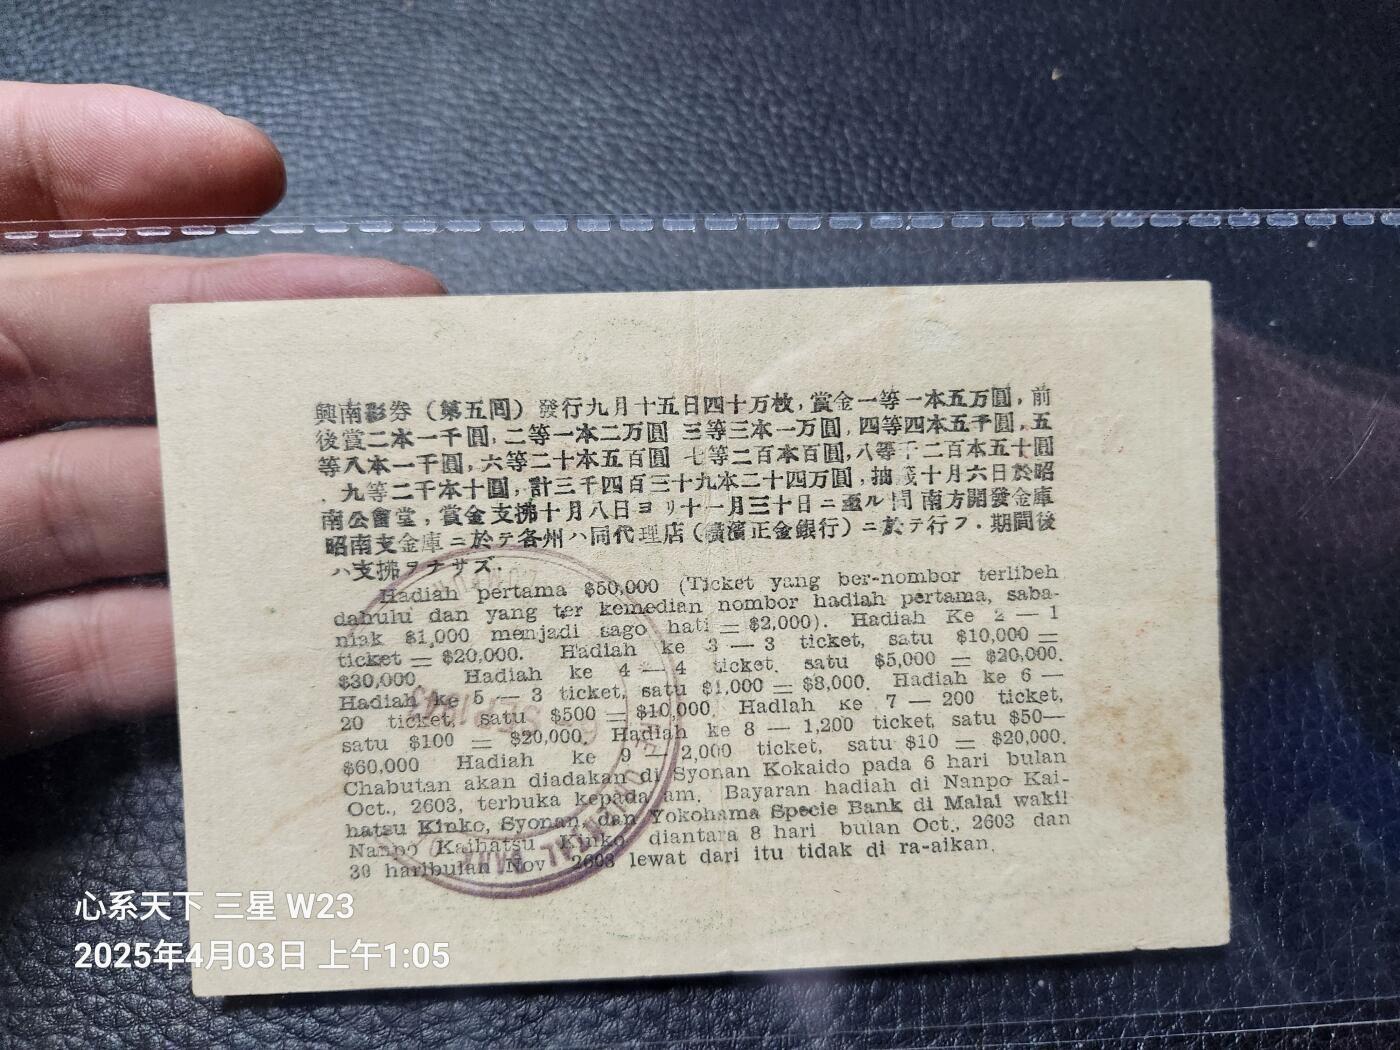 興南彩券（第五囘）發行九月十五日四十万枚，賞金一等一本五万圓，前
後賞二本一千圓，二等一本二万圓 三等三本一万圓，四等四本五千圓，五
等八本一千圓，六等二十本五百圓 七等二百本百圓，八等千二百本五十圓
．九等二千本十圓，計三千四百三十九本二十四万圓，抽籤十月六日於昭
南公會堂，賞金支拂十月八日ヨリ十一月三十日ニ至ル間 南方開發金庫
昭南支金庫ニ於テ各州ハ同代理店（横濱正金銀行）ニ於テ行フ．期間後
ハ支拂ヲナサズ．
Hadiah pertama $50,000 (Ticket yang ber-nombor terlibeh
dahulu dan yang ter kemedian nombor hadiah pertama, saba-
niak $1,000 menjadi sago hati = $2,000). Hadiah Ke 2 — 1
ticket = $20,000. Hadiah ke 3 — 3 ticket, satu $10,000 =
$30,000 Hadiah ke 4 — 4 ticket. satu $5,000 = $20,000.
Hadiah ke 5 — 3 ticket, satu $1,000 = $8,000. Hadiah ke 6 —
20 ticket, satu $500 = $10,000. Hadiah ke 7 — 200 ticket,
satu $100 = $20,000. Hadiah ke 8 — 1,200 ticket, satu $50—
$60,000 Hadiah ke 9 — 2,000 ticket, satu $10 = $20,000.
Chabutan akan diadakan di Syonan Kokaido pada 6 hari bulan
Oct., 2603, terbuka kepada am. Bayaran hadiah di Nanpo Kai-
hatsu Kinko, Syonan, dan Yokohama Specie Bank di Malai wakil
Nanpo Kaihatsu Kinko, diantara 8 hari bulan Oct., 2603 dan
30 haribulan Nov 2603 lewat dari itu tidak di ra-aikan.
心系天下 三星 W23
2025年4月03日 上午1:05